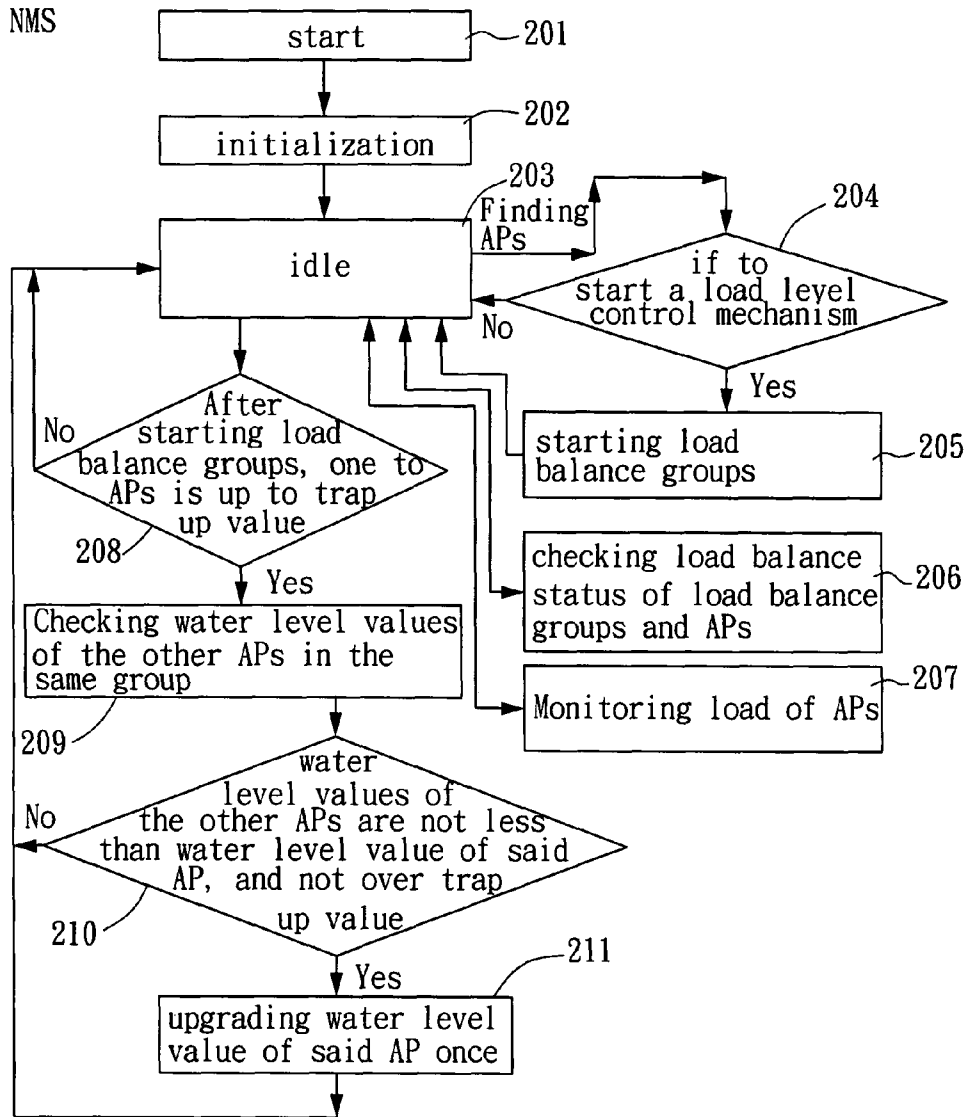 NMS
start
201
initialization
202
203
Finding
APs
idle
204
if to
start a load level
control mechanism
No
Yes
starting load
balance groups
205
After
starting load
balance groups, one to
APs is up to trap
up value
No
208
Yes
checking load balance
status of load balance
groups and APs
206
Checking water level values
of the other APs in the
same group
209
207
Monitoring load of APs
water
level values of
the other APs are not less
than water level value of said
AP, and not over trap
up value
No
210
Yes
211
upgrading water level
value of said AP once